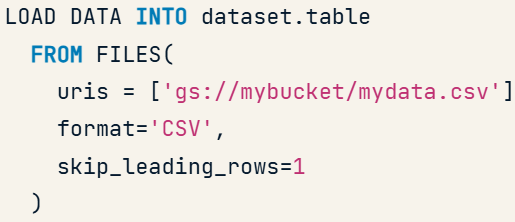 LOAD DATA INTO dataset.table
  FROM FILES(
    uris = ['gs://mybucket/mydata.csv']
    format='CSV',
    skip_leading_rows=1
  )